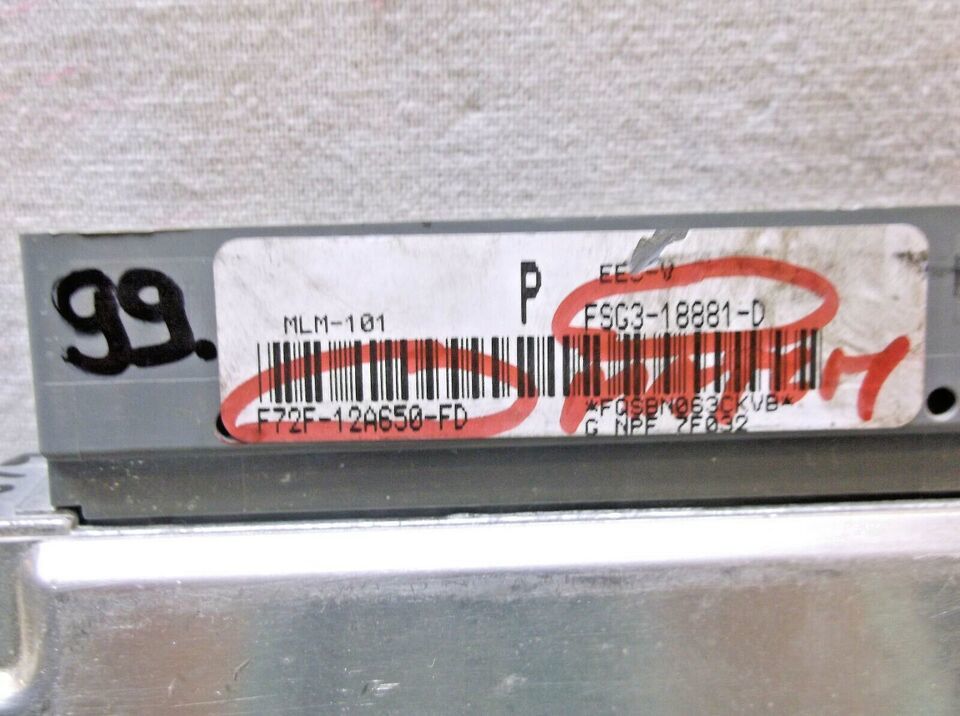 99.
P
FSG3-18881-D
MLM-101
F72F-12A650-FD
*FQSBN063CKVB*
G NPF 7F032